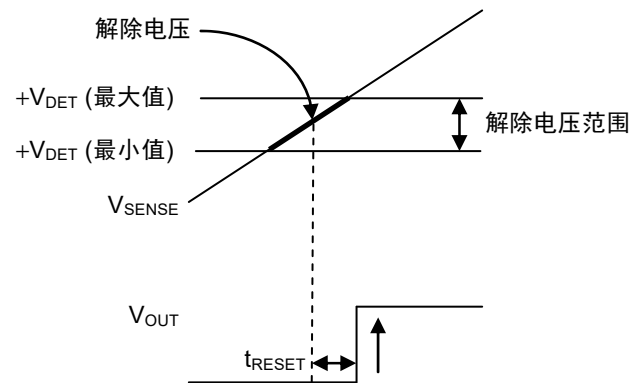 解除电压
+VDET (最大值)
解除电压范围
+VDET (最小值)
VSENSE
VOUT
tRESET